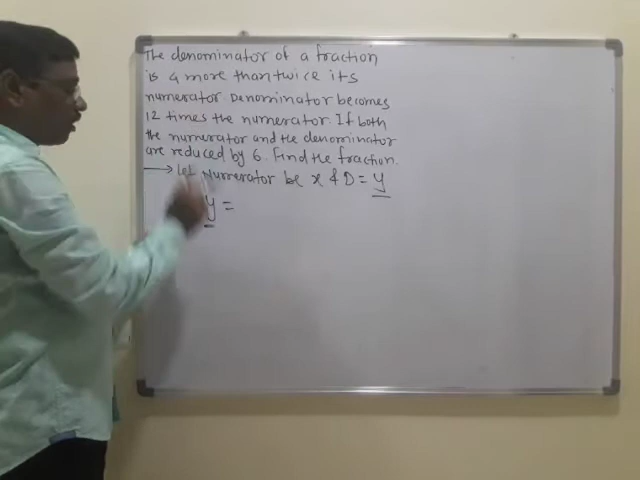 The denominator of a fraction
is 4 more than twice its
numerator. Denominator becomes
12 times the numerator. If both
the numerator and the denominator
are reduced by 6. Find the fraction.
→ Let Numerator be x & D = y
y =